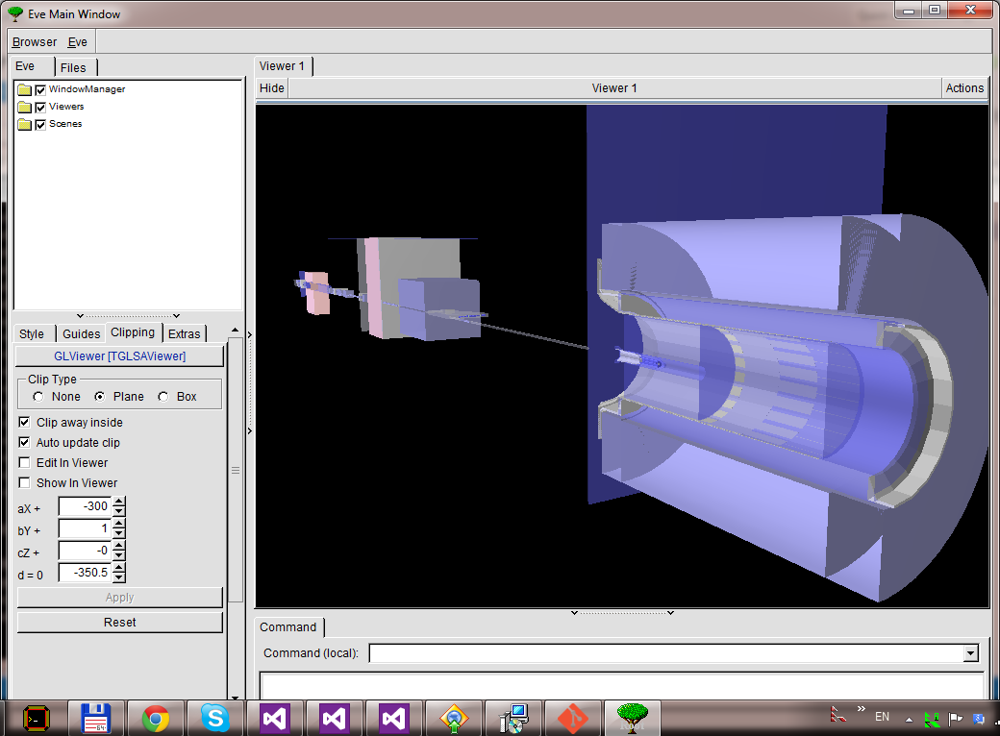 Eve Main Window
Browser Eve
Eve Files
WindowManager
Viewers
Scenes
Style Guides Clipping Extras
GLViewer [TGLSAViewer]
Clip Type
None Plane Box
Clip away inside
Auto update clip
Edit In Viewer
Show In Viewer
aX + -300
bY + 1
cZ + -0
d = 0 -350.5
Apply
Reset
Viewer 1
Hide Viewer 1 Actions
Command
Command (local):
EN